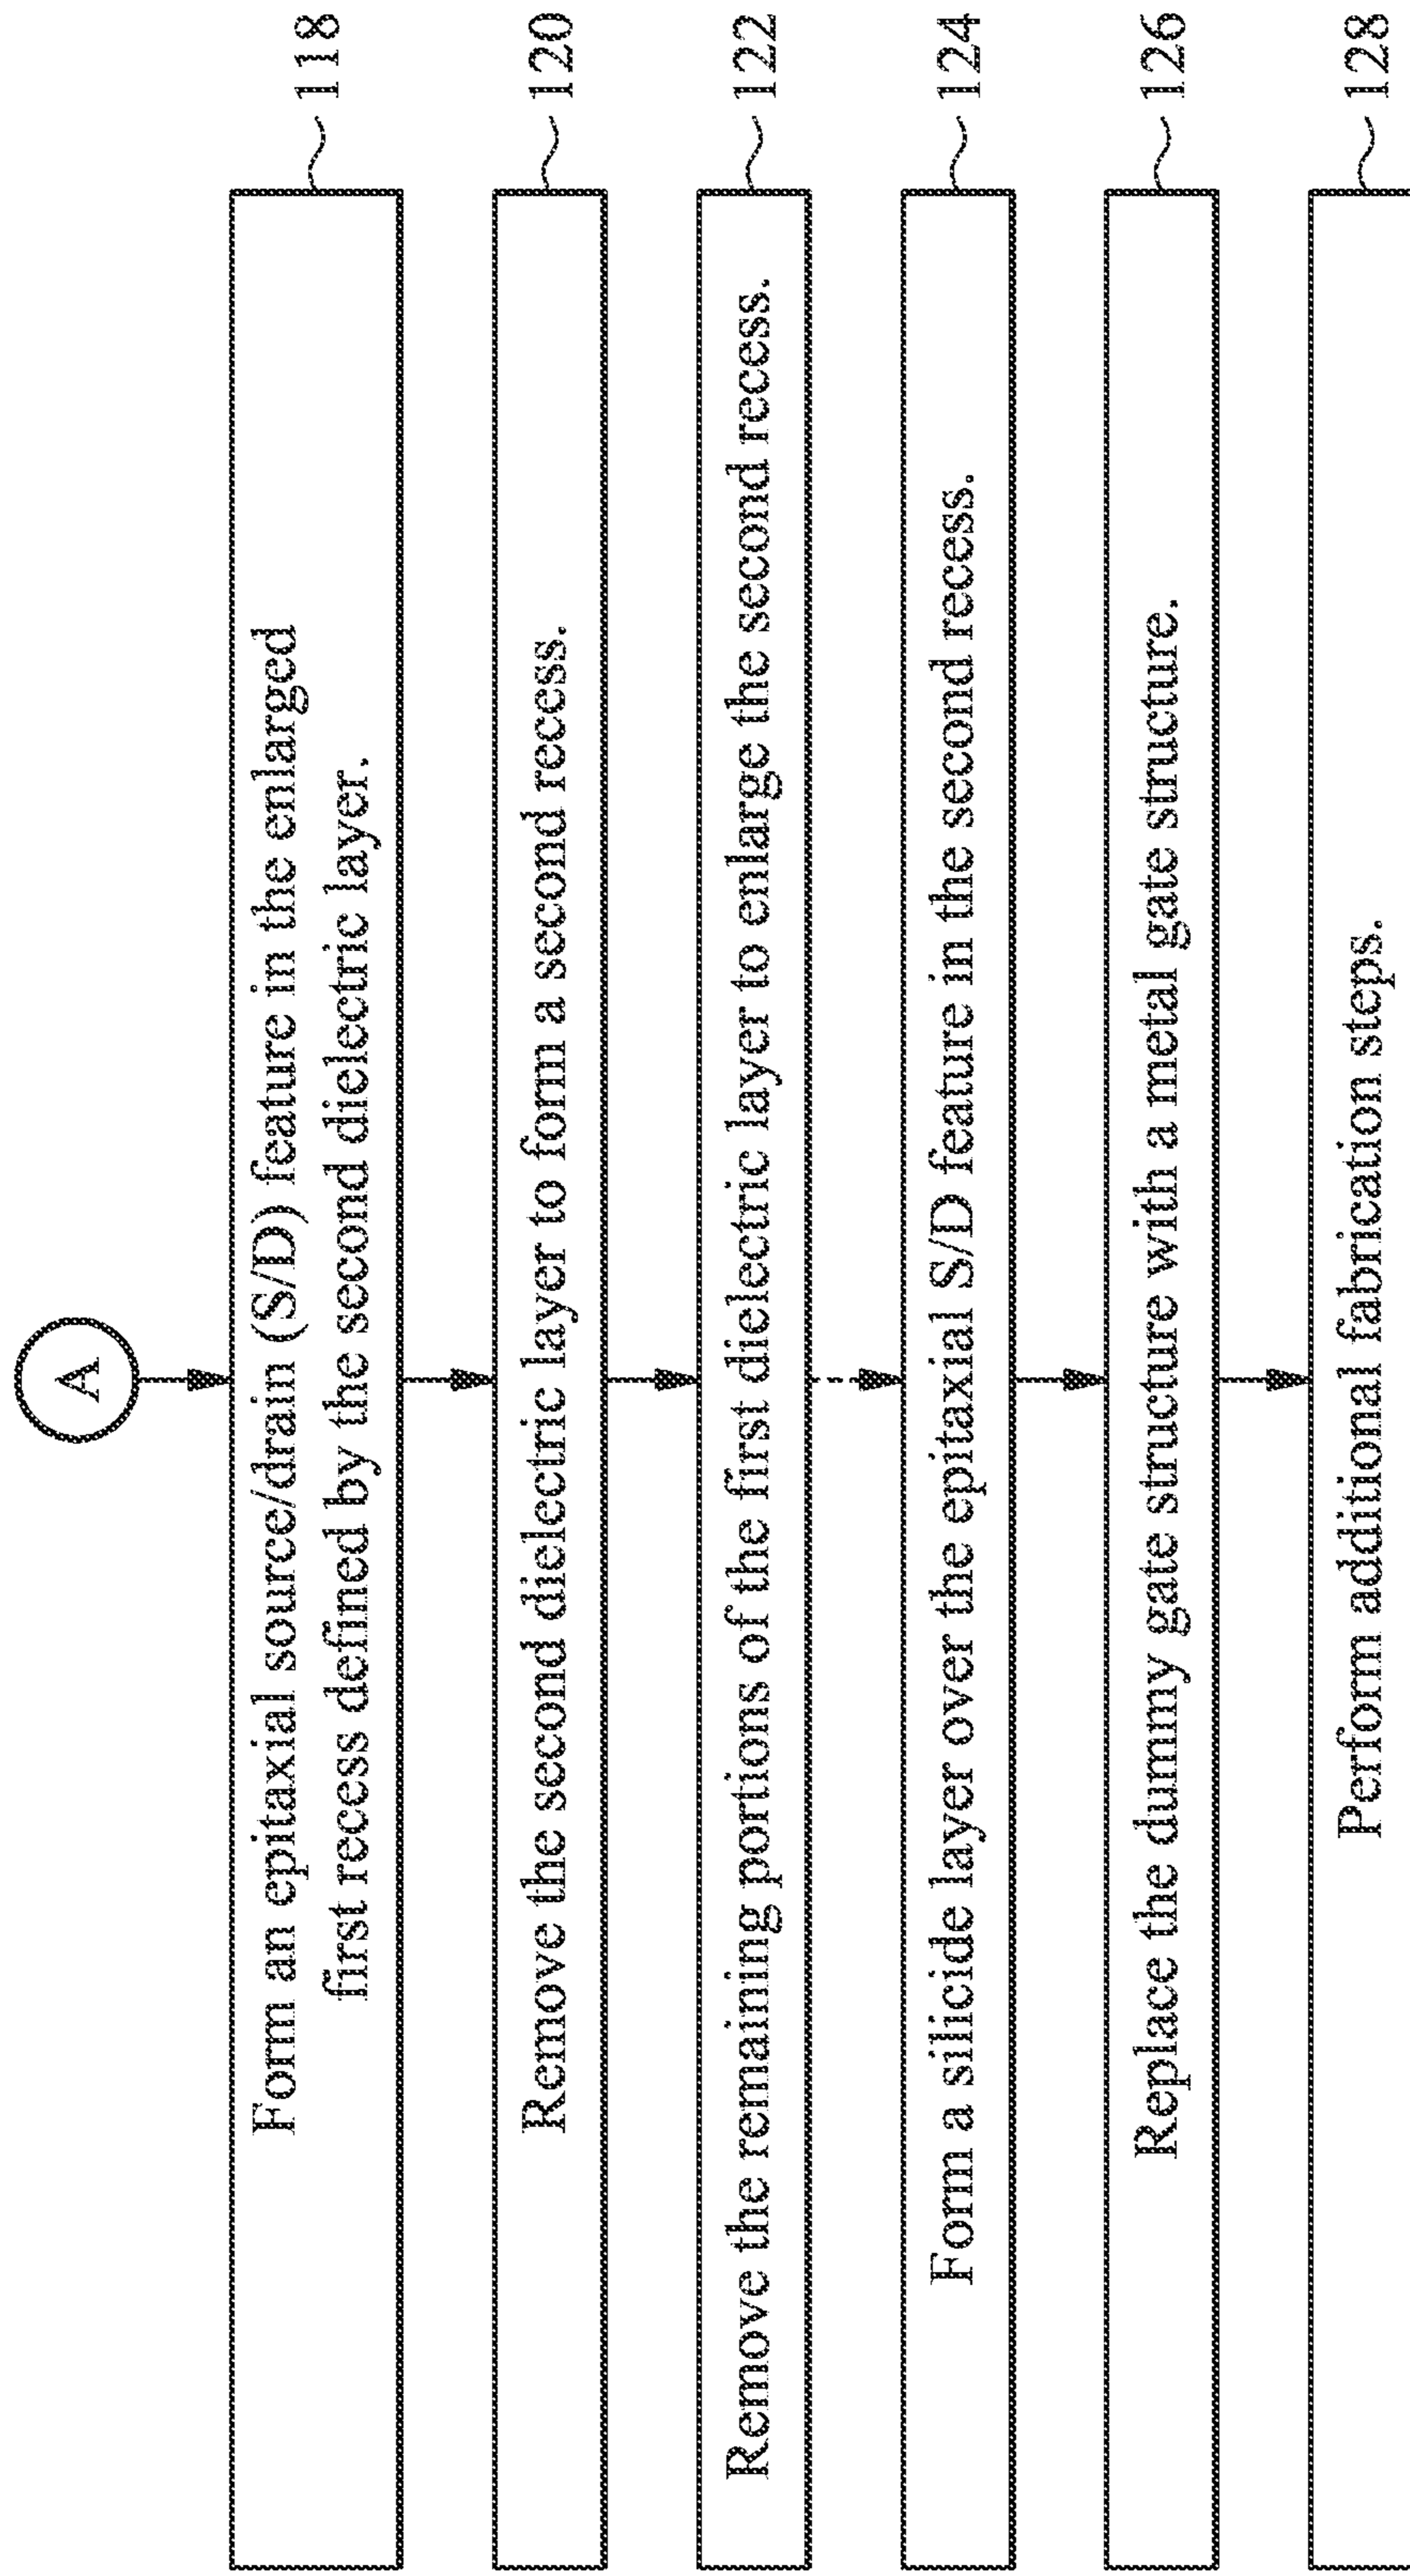 A
Form an epitaxial source/drain (S/D) feature in the enlarged
first recess defined by the second dielectric layer.
118
Remove the second dielectric layer to form a second recess.
120
Remove the remaining portions of the first dielectric layer to enlarge the second recess.
122
Form a silicide layer over the epitaxial S/D feature in the second recess.
124
Replace the dummy gate structure with a metal gate structure.
126
Perform additional fabrication steps.
128